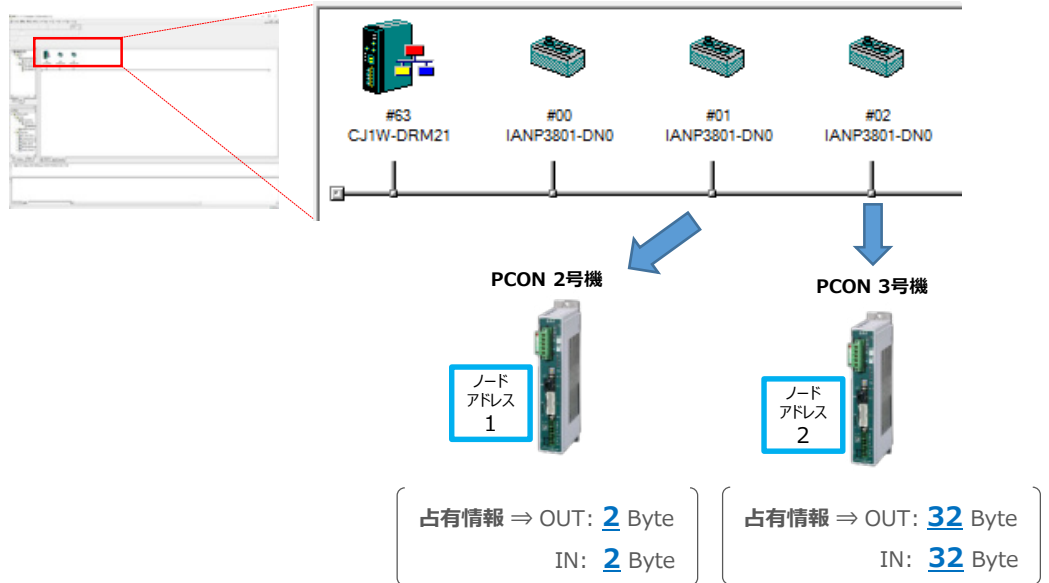 #63
CJ1W-DRM21
#00
IANP3801-DN0
#01
IANP3801-DN0
#02
IANP3801-DN0
PCON 2号機
PCON 3号機
ノード
アドレス
1
ノード
アドレス
2
占有情報 ⇒ OUT: 2 Byte
IN: 2 Byte
占有情報 ⇒ OUT: 32 Byte
IN: 32 Byte